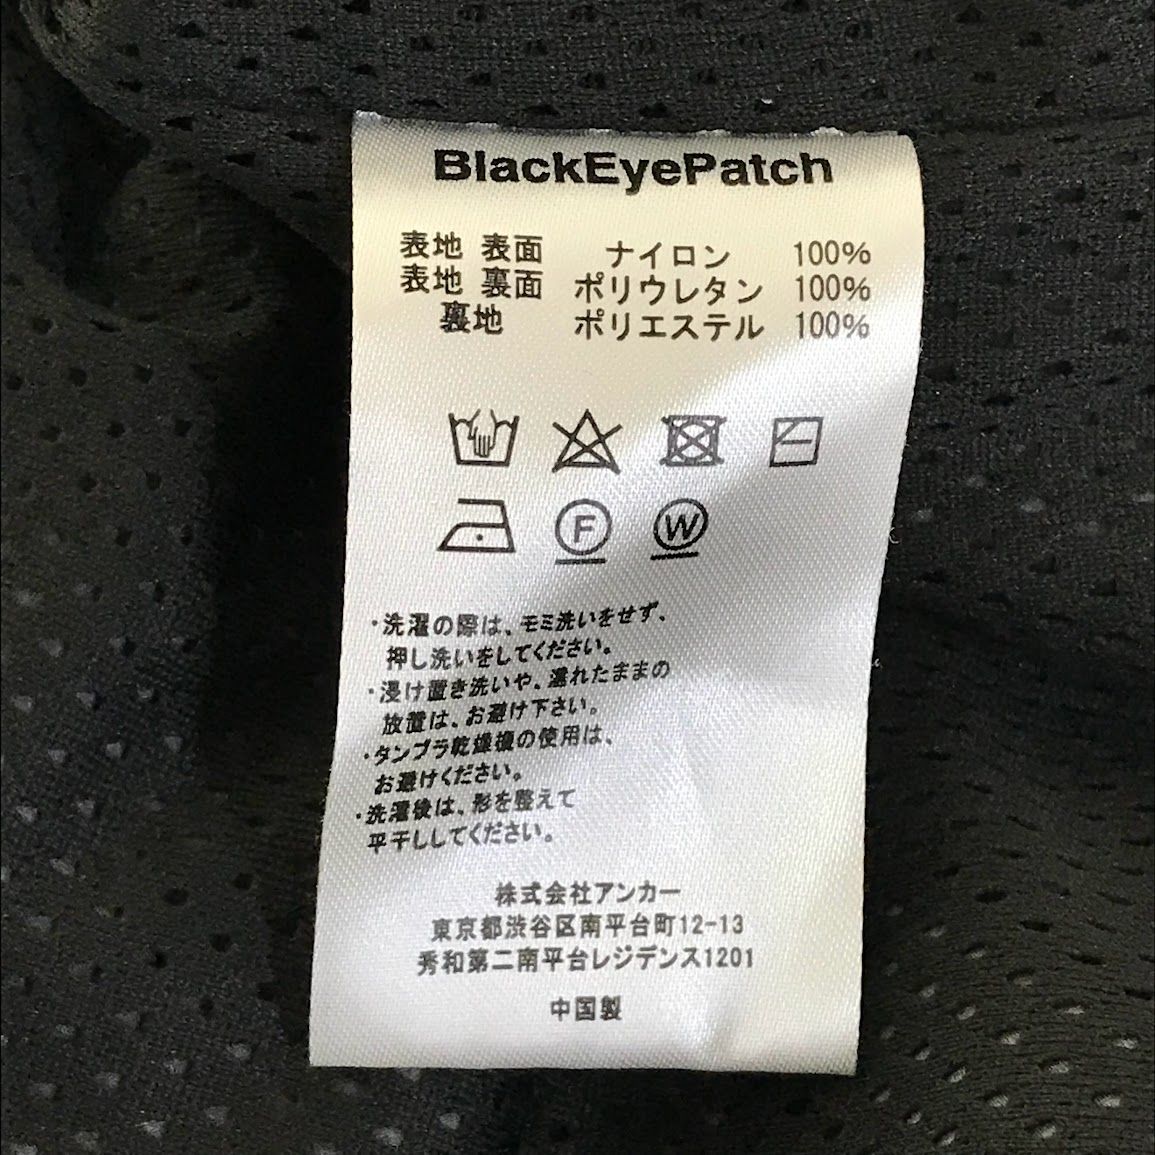 BlackEyePatch
表地 表面 ナイロン 100%
表地 裏面 ポリウレタン 100%
裏地 ポリエステル 100%
F W
・洗濯の際は、モミ洗いをせず、
押し洗いをしてください。
・浸け置き洗いや、濡れたままの
放置は、お避け下さい。
・タンブラ乾燥機の使用は、
お避けください。
・洗濯後は、形を整えて
平干ししてください。
株式会社アンカー
東京都渋谷区南平台町12-13
秀和第二南平台レジデンス1201
中国製